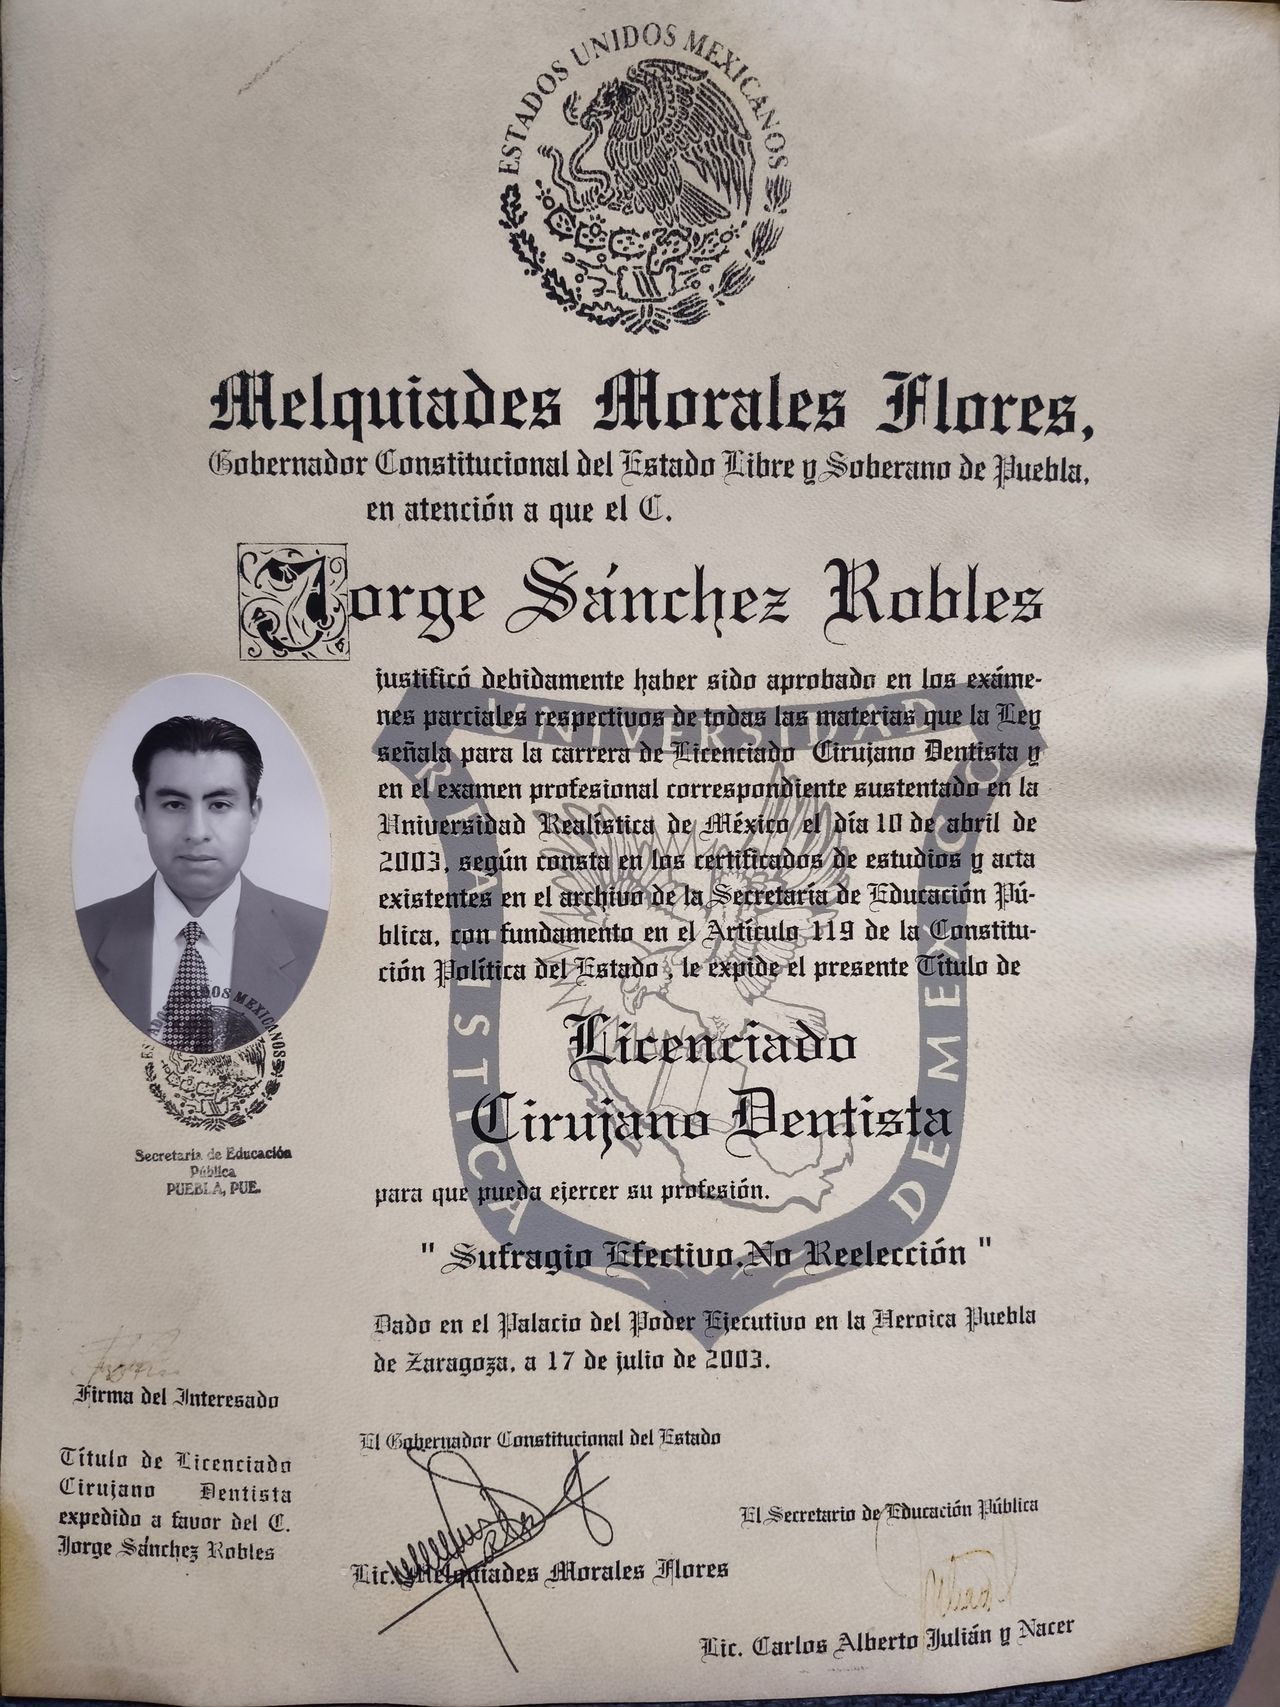 ESTADOS UNIDOS MEXICANOS
Melquiades Morales Flores,
Gobernador Constitucional del Estado Libre y Soberano de Puebla,
en atención a que el C.
Jorge Sánchez Robles
justificó debidamente haber sido aprobado en los exáme-
nes parciales respectivos de todas las materias que la Ley
señala para la carrera de Licenciado Cirujano Dentista y
en el examen profesional correspondiente sustentado en la
Universidad Realística de México el día 10 de abril de
2003, según consta en los certificados de estudios y acta
existentes en el archivo de la Secretaría de Educación Pú-
blica, con fundamento en el Artículo 119 de la Constitu-
ción Política del Estado, le expide el presente Título de
Licenciado
Cirujano Dentista
para que pueda ejercer su profesión.
" Sufragio Efectivo.No Reelección "
Dado en el Palacio del Poder Ejecutivo en la Heroica Puebla
de Zaragoza, a 17 de julio de 2003.
UNIVERSIDAD
REALISTICA
DE MEXICO
ESTADOS UNIDOS MEXICANOS
Secretaría de Educación
Pública
PUEBLA, PUE.
Firma del Interesado
Título de Licenciado
Cirujano Dentista
expedido a favor del C.
Jorge Sánchez Robles
El Gobernador Constitucional del Estado
Lic. Melquiades Morales Flores
El Secretario de Educación Pública
Lic. Carlos Alberto Julián y Nacer